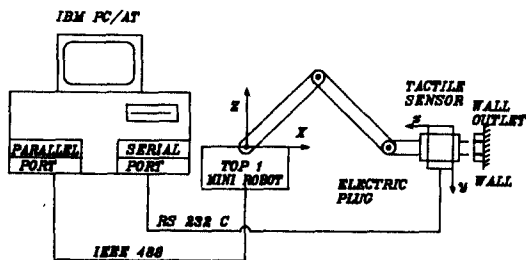 IBM PC/AT
PARALLEL
PORT
SERIAL
PORT
Z
X
TOP 1
MINI ROBOT
TACTILE
SENSOR
z
WALL
OUTLET
y
WALL
ELECTRIC
PLUG
RS 232 C
IEEE 488